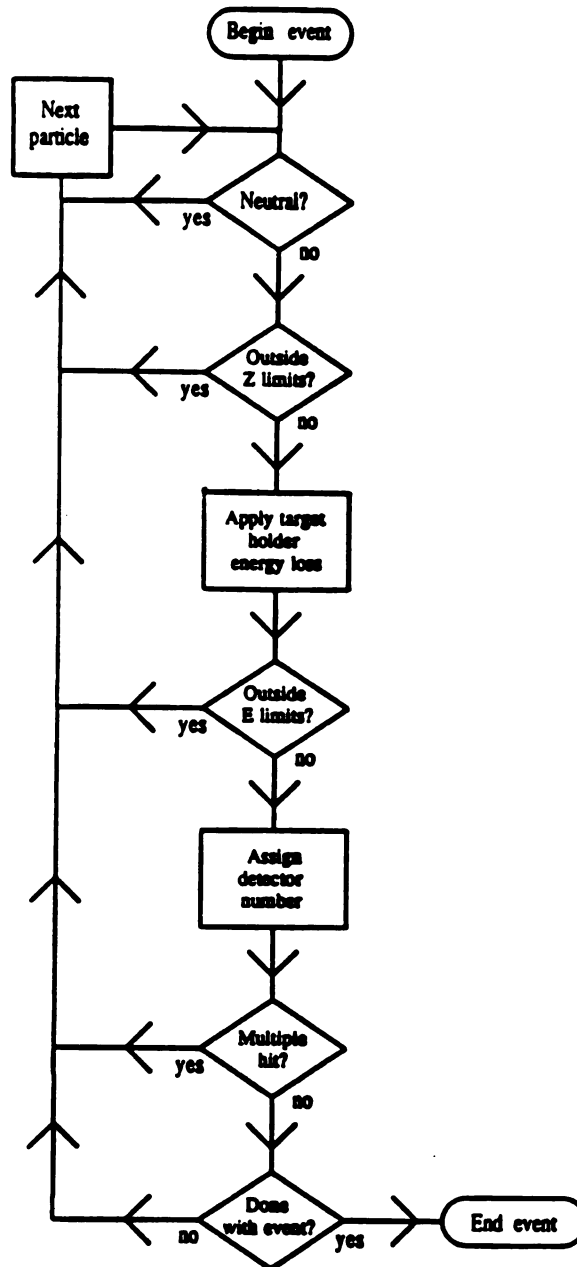 Begin event
Next
particle
Neutral?
yes
no
Outside
Z limits?
yes
no
Apply target
holder
energy loss
Outside
E limits?
yes
no
Assign
detector
number
Multiple
hit?
yes
no
Done
with event?
no
yes
End event